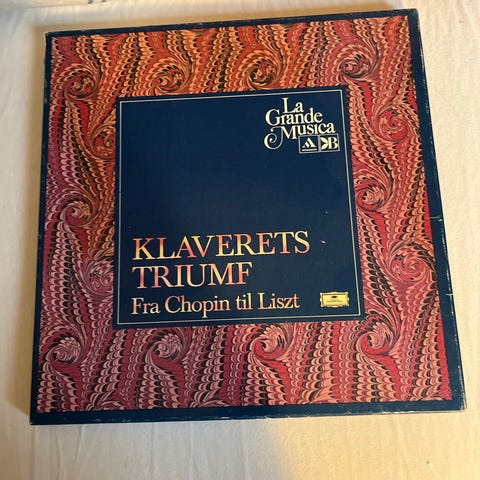 La
Grande
Musica
KLAVERETS
TRIUMF
Fra Chopin til Liszt